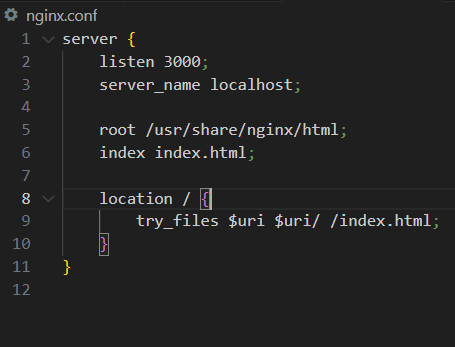 nginx.conf
1 server {
2 listen 3000;
3 server_name localhost;
4
5 root /usr/share/nginx/html;
6 index index.html;
7
8 location / {
9 try_files $uri $uri/ /index.html;
10 }
11 }
12